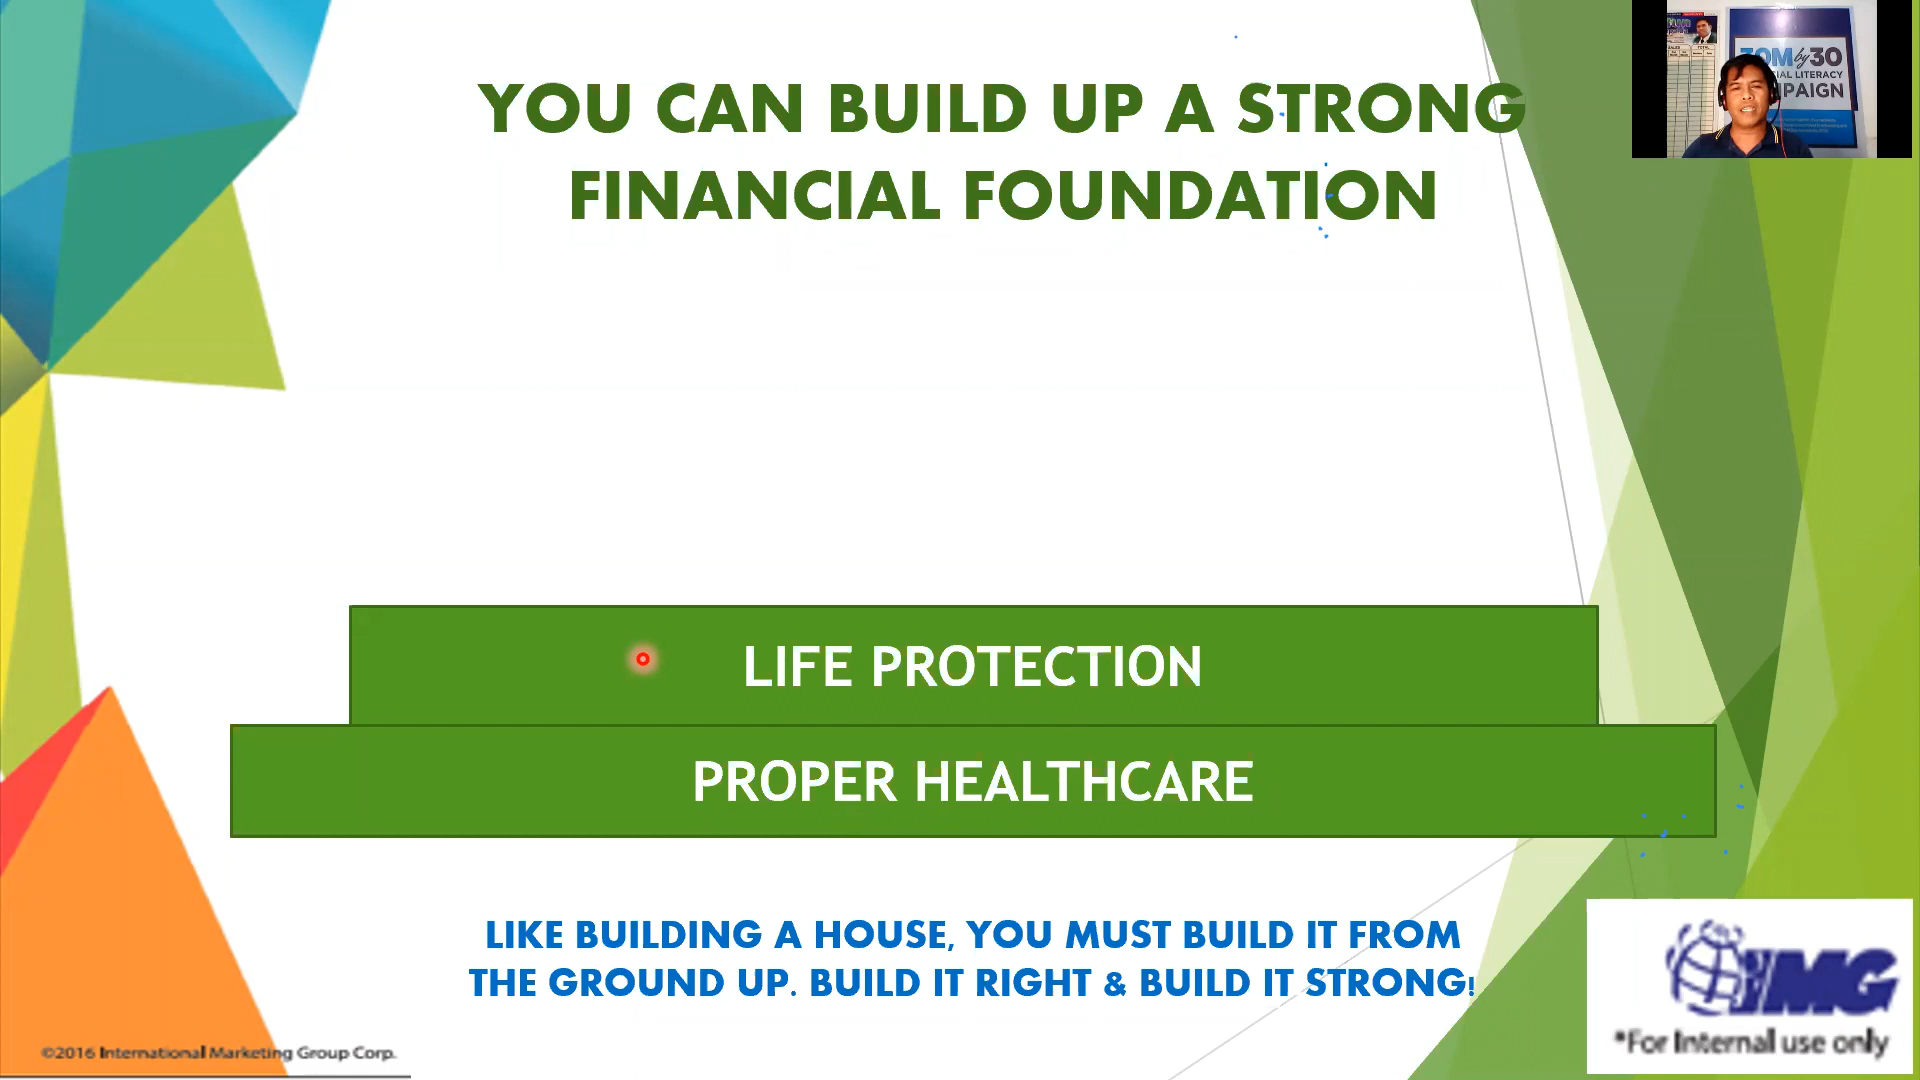 YOU CAN BUILD UP A STRONG
FINANCIAL FOUNDATION
30
LITERACY
LIFE PROTECTION
PROPER HEALTHCARE
LIKE BUILDING A HOUSE, YOU MUST BUILD IT FROM
THE GROUND UP. BUILD IT RIGHT & BUILD IT STRONG!
IMG
*For Internal use only
©2016 International Marketing Group Corp.